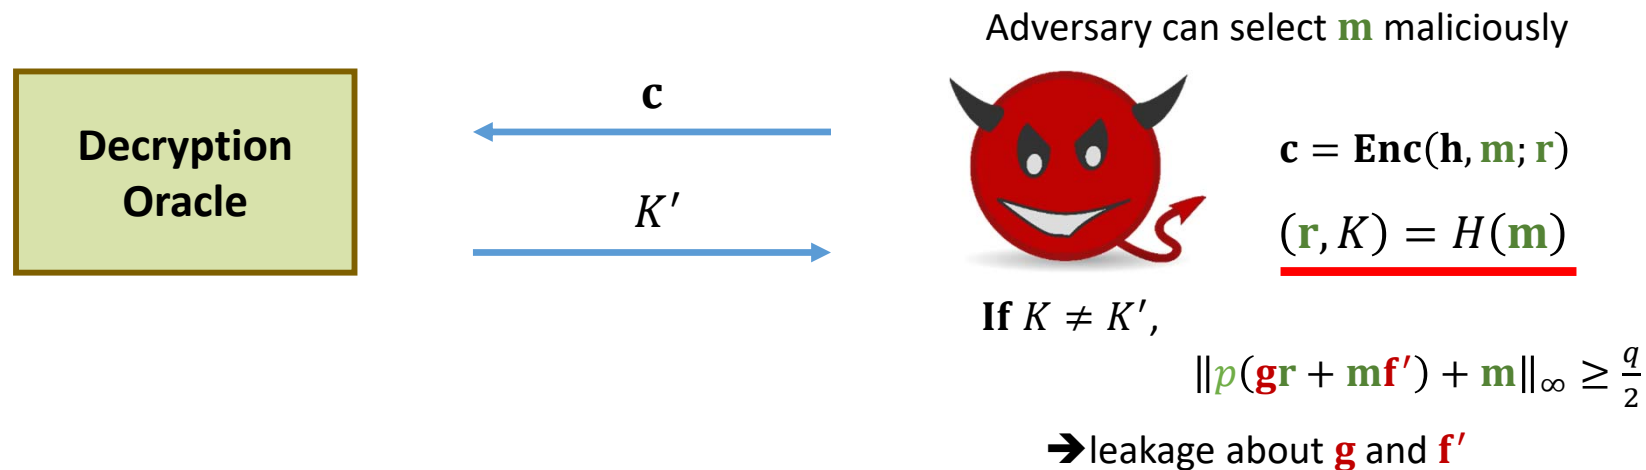 Adversary can select m maliciously
Decryption
Oracle
c
K′
c = Enc(h, m; r)
(r, K) = H(m)
If K ≠ K′,
‖p(gr + mf′) + m‖∞ ≥ q/2
➔leakage about g and f′